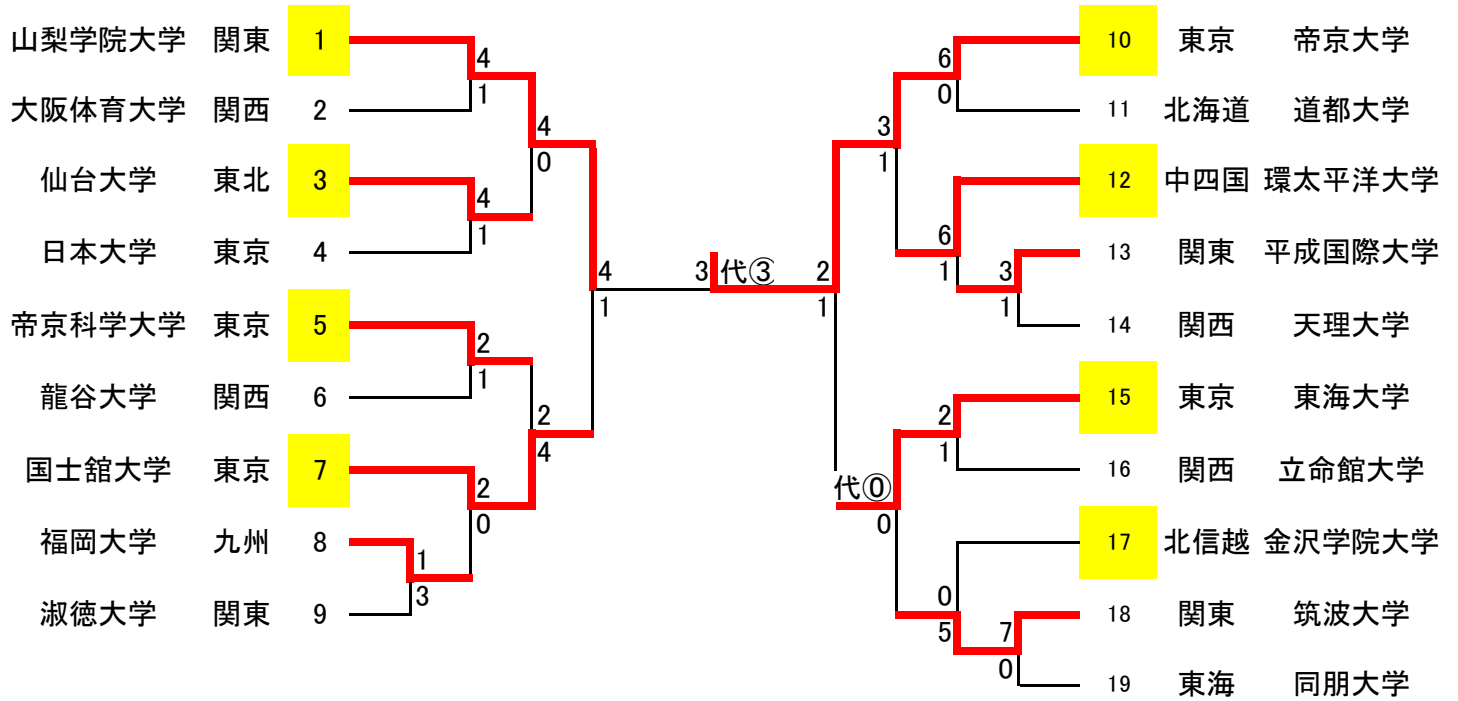 山梨学院大学 関東 1
大阪体育大学 関西 2
4
1
仙台大学 東北 3
日本大学 東京 4
4
1
4
0
帝京科学大学 東京 5
龍谷大学 関西 6
2
1
国士舘大学 東京 7
福岡大学 九州 8
淑徳大学 関東 9
1
3
2
0
2
4
4
1
3 代③
10 東京 帝京大学
11 北海道 道都大学
6
0
12 中四国 環太平洋大学
13 関東 平成国際大学
14 関西 天理大学
3
1
6
1
3
1
15 東京 東海大学
16 関西 立命館大学
2
1
17 北信越 金沢学院大学
18 関東 筑波大学
19 東海 同朋大学
7
0
0
5
代⓪
0
2
1